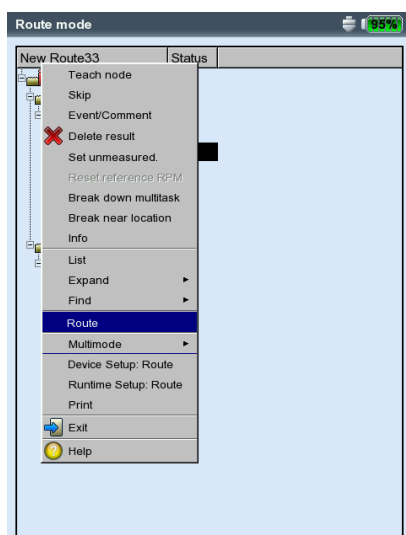 Route mode
95%
New Route33 Status
Teach node
Skip
Event/Comment
Delete result
Set unmeasured.
Reset reference RPM
Break down multitask
Break near location
Info
List
Expand
Find
Route
Multimode
Device Setup: Route
Runtime Setup: Route
Print
Exit
Help